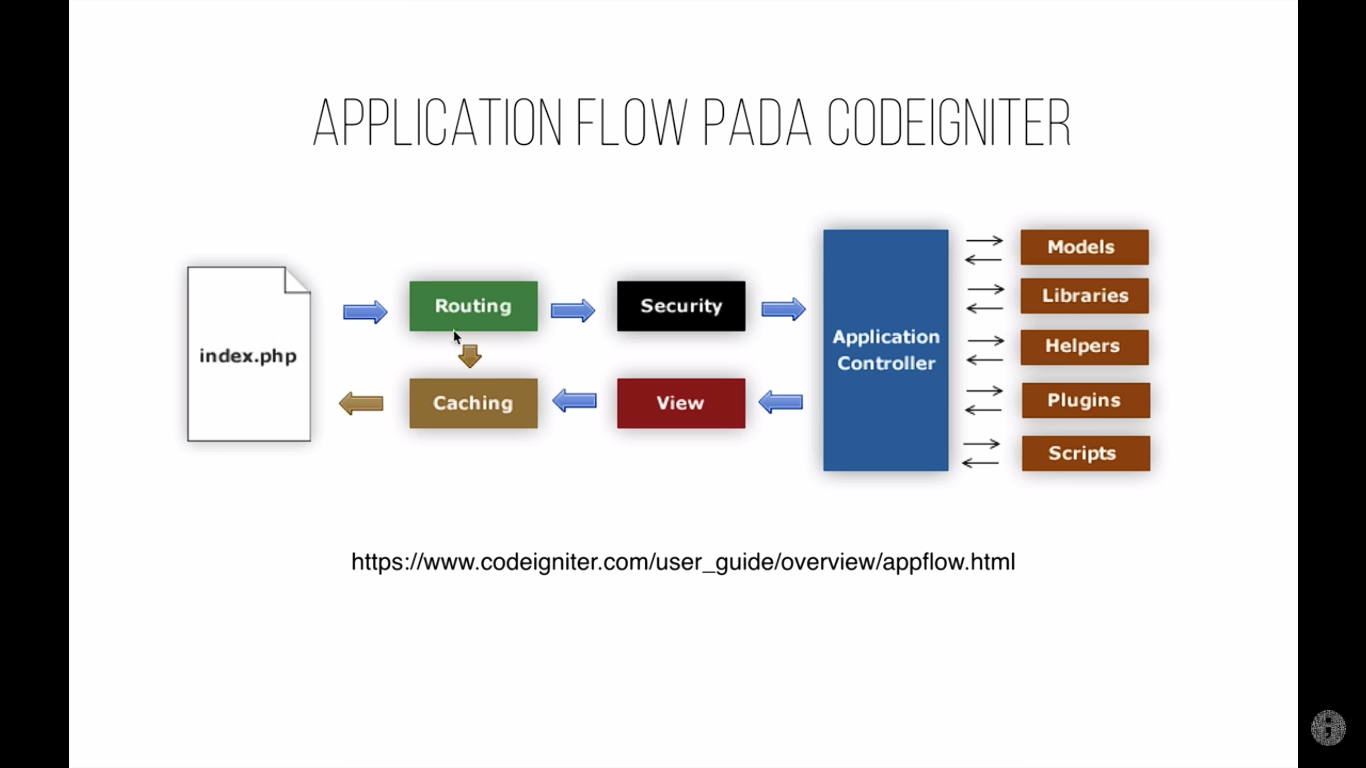 APPLICATION FLOW PADA CODEIGNITER
index.php
Routing
Security
Caching
View
Application
Controller
Models
Libraries
Helpers
Plugins
Scripts
https://www.codeigniter.com/user_guide/overview/appflow.html